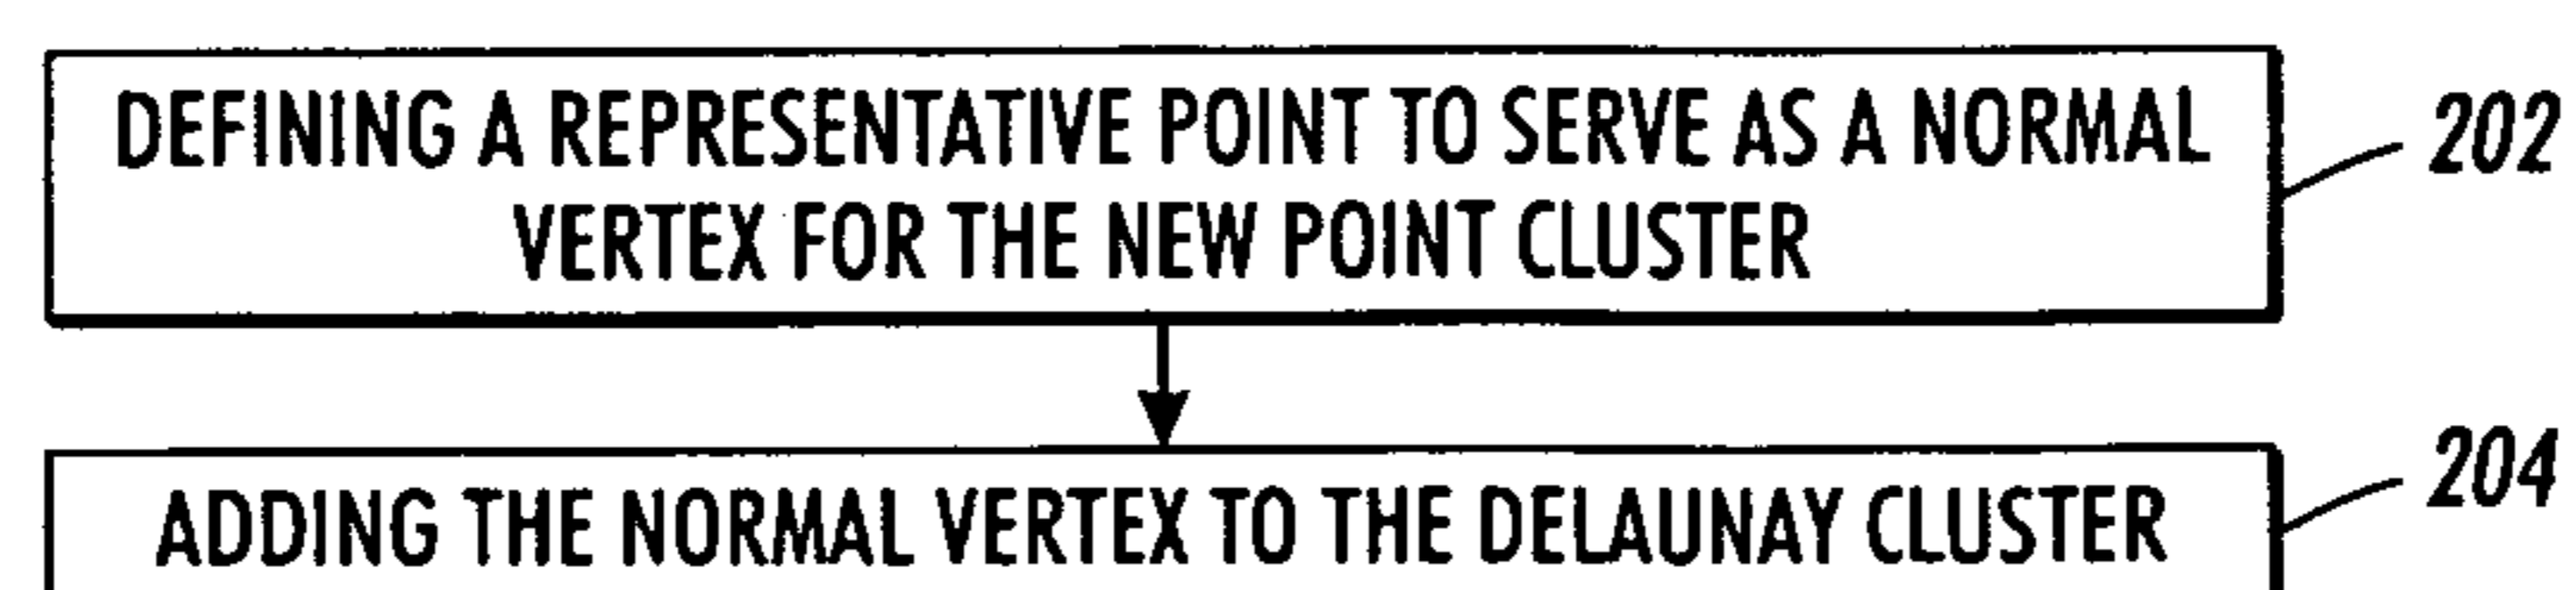 DEFINING A REPRESENTATIVE POINT TO SERVE AS A NORMAL
VERTEX FOR THE NEW POINT CLUSTER
202
ADDING THE NORMAL VERTEX TO THE DELAUNAY CLUSTER
204